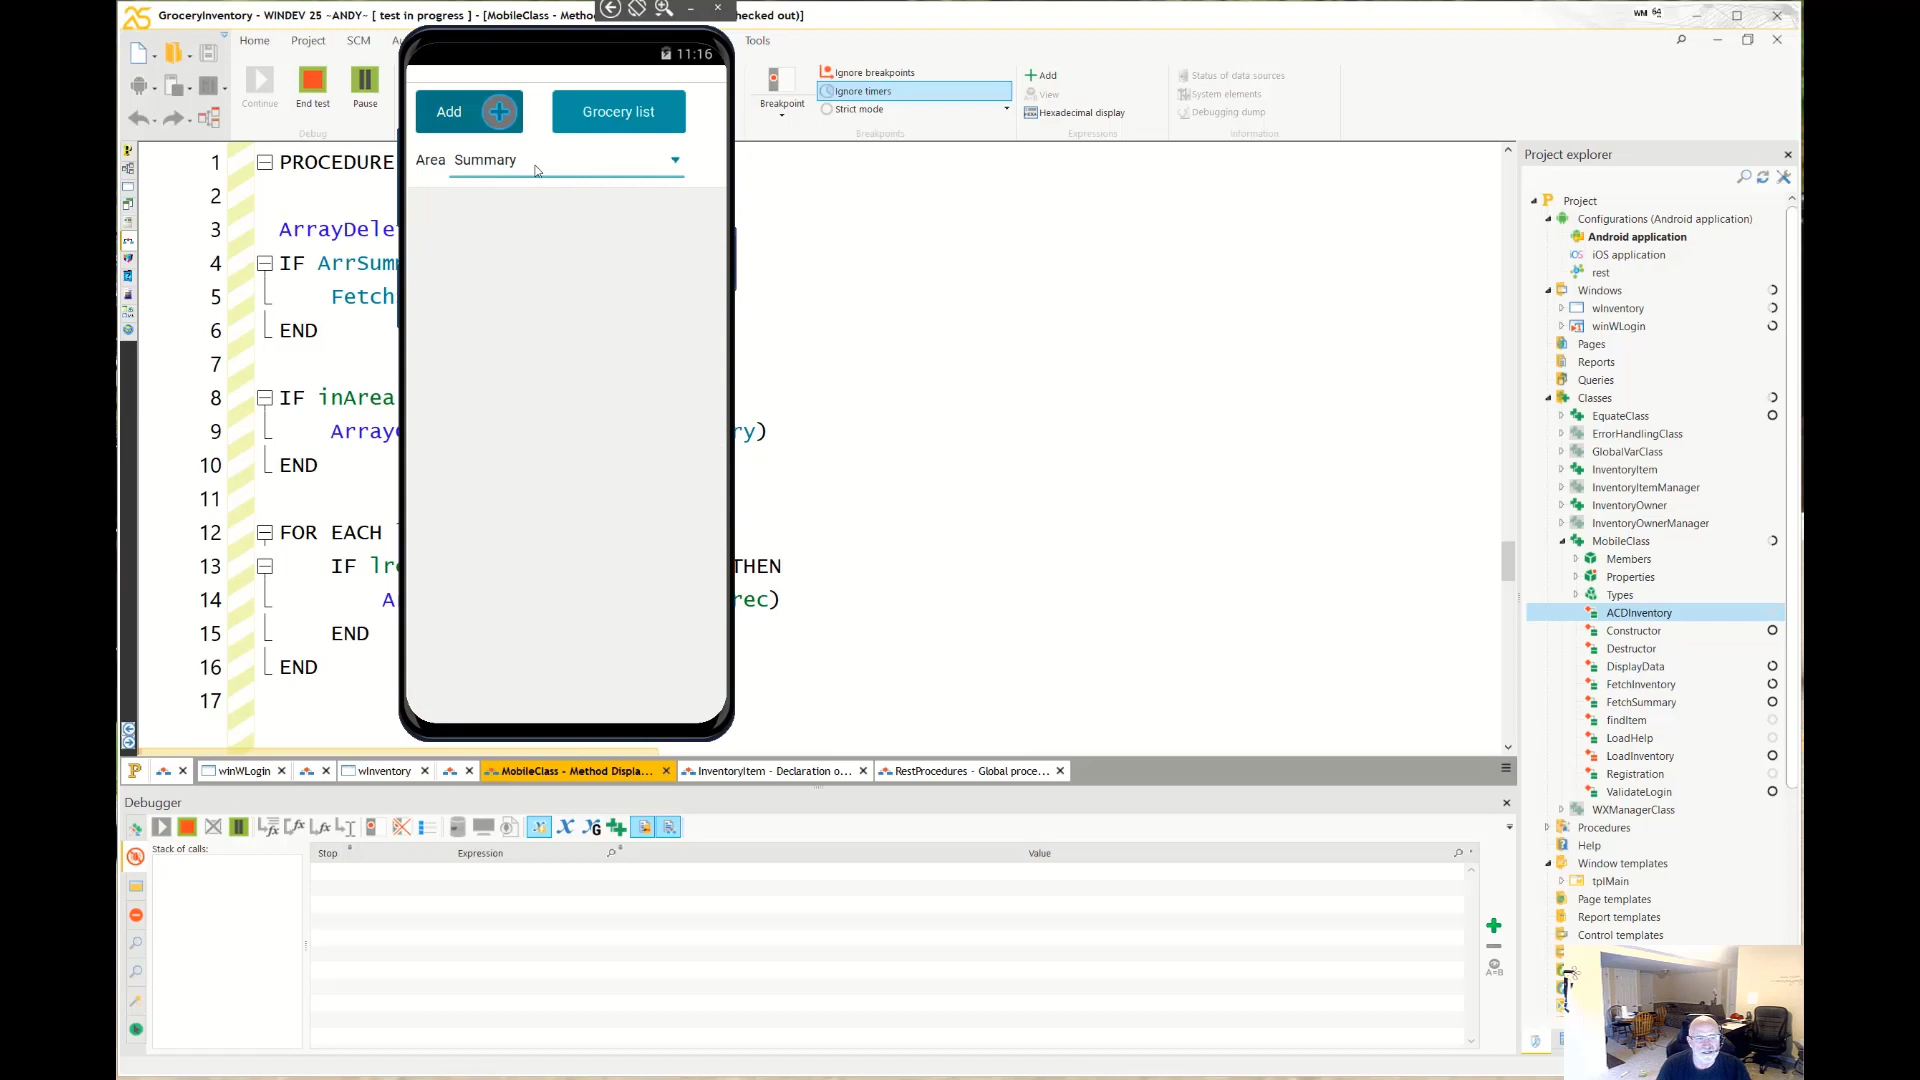 GroceryInventory - WINDEV 25 ~ANDY~ [ test in progress ] - [MobileClass - Metho
hecked out)]
WM 64
Home
Project
SCM
Tools
Continue
End test
Pause
Debug
Breakpoint
Ignore breakpoints
Ignore timers
Strict mode
Breakpoints
Add
View
Hexadecimal display
Expressions
Status of data sources
System elements
Debugging dump
Information
11:16
Add
Grocery list
Area Summary
1 PROCEDURE
2
3 ArrayDele
4 IF ArrSum
5 Fetch
6 END
7
8 IF inArea
9 Array ry)
10 END
11
12 FOR EACH
13 IF lre THEN
14 A rec)
15 END
16 END
17
Project explorer
Project
Configurations (Android application)
Android application
iOS application
rest
Windows
wInventory
winWLogin
Pages
Reports
Queries
Classes
EquateClass
ErrorHandlingClass
GlobalVarClass
InventoryItem
InventoryItemManager
InventoryOwner
InventoryOwnerManager
MobileClass
Members
Properties
Types
ACDInventory
Constructor
Destructor
DisplayData
FetchInventory
FetchSummary
findItem
LoadHelp
LoadInventory
Registration
ValidateLogin
WXManagerClass
Procedures
Help
Window templates
tplMain
Page templates
Report templates
Control templates
winWLogin
wInventory
MobileClass - Method Displa...
InventoryItem - Declaration o...
RestProcedures - Global proce...
Debugger
Stack of calls:
Stop
Expression
Value